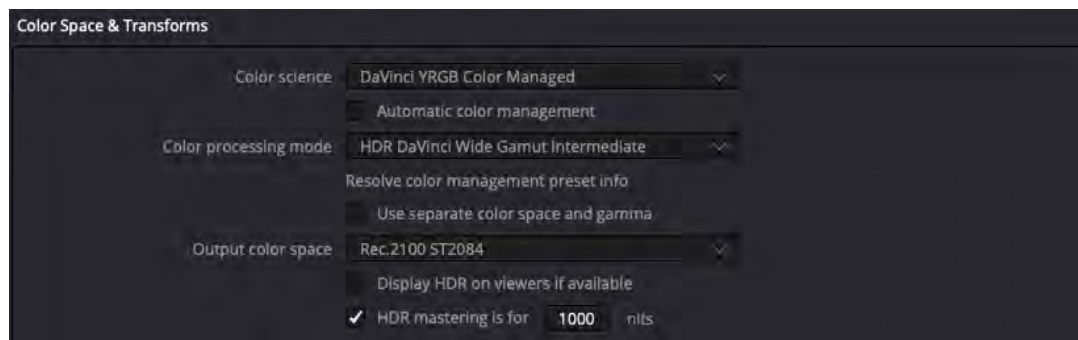 Color Space & Transforms
Color science DaVinci YRGB Color Managed
Automatic color management
Color processing mode HDR DaVinci Wide Gamut Intermediate
Resolve color management preset info
Use separate color space and gamma
Output color space Rec.2100 ST2084
Display HDR on viewers if available
HDR mastering is for 1000 nits